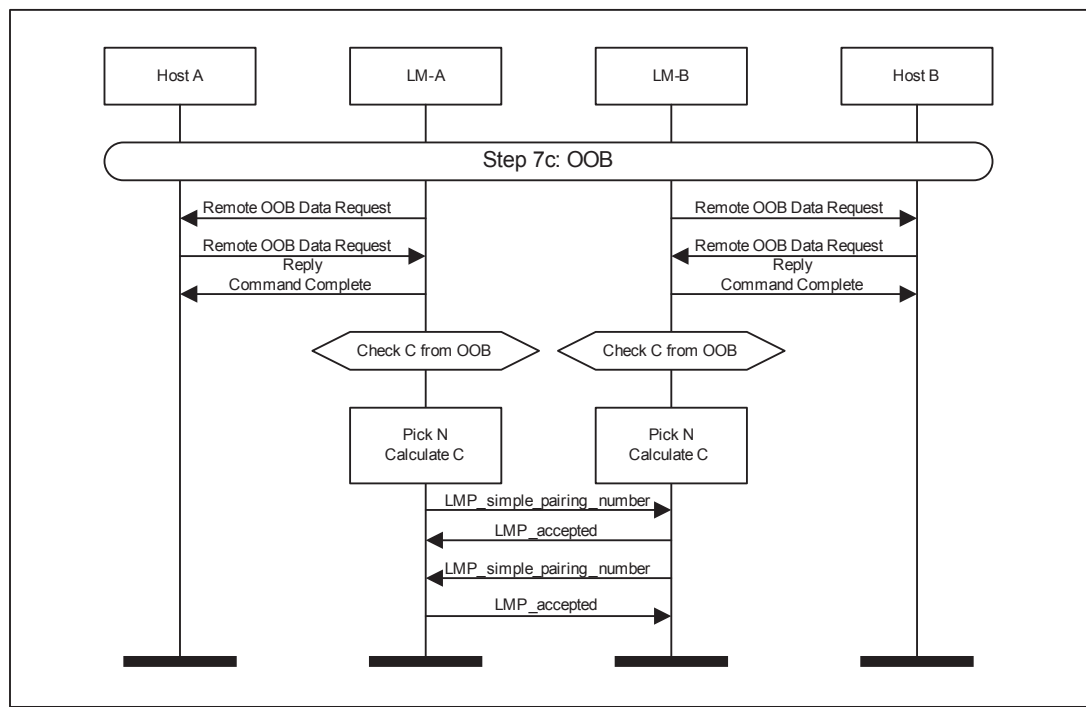 Host A
LM-A
LM-B
Host B
Step 7c: OOB
Remote OOB Data Request
Remote OOB Data Request
Remote OOB Data Request
Reply
Remote OOB Data Request
Reply
Command Complete
Command Complete
Check C from OOB
Check C from OOB
Pick N
Calculate C
Pick N
Calculate C
LMP_simple_pairing_number
LMP_accepted
LMP_simple_pairing_number
LMP_accepted